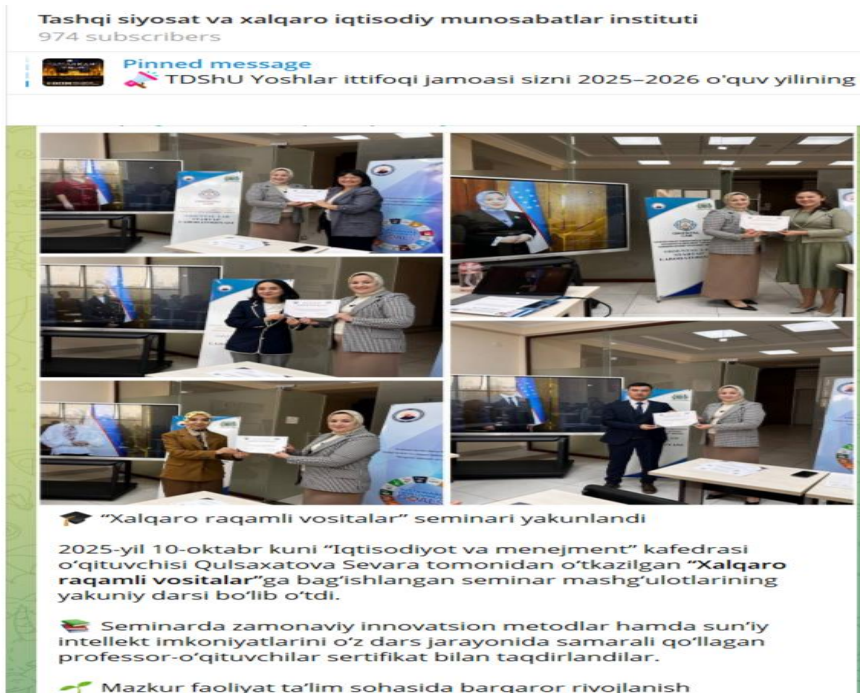 Tashqi siyosat va xalqaro iqtisodiy munosabatlar instituti
974 subscribers
Pinned message
TDShU Yoshlar ittifoqi jamoasi sizni 2025–2026 o'quv yilining
🎓 “Xalqaro raqamli vositalar” seminari yakunlandi
2025-yil 10-oktabr kuni “Iqtisodiyot va menejment” kafedrasi
o‘qituvchisi Qulsaxatova Sevara tomonidan o‘tkazilgan “Xalqaro
raqamli vositalar”ga bag‘ishlangan seminar mashg‘ulotlarining
yakuniy darsi bo‘lib o‘tdi.
📚 Seminarda zamonaviy innovatsion metodlar hamda sun’iy
intellekt imkoniyatlarini o‘z dars jarayonida samarali qo‘llagan
professor-o‘qituvchilar sertifikat bilan taqdirlandilar.
🌱 Mazkur faoliyat ta’lim sohasida barqaror rivojlanish